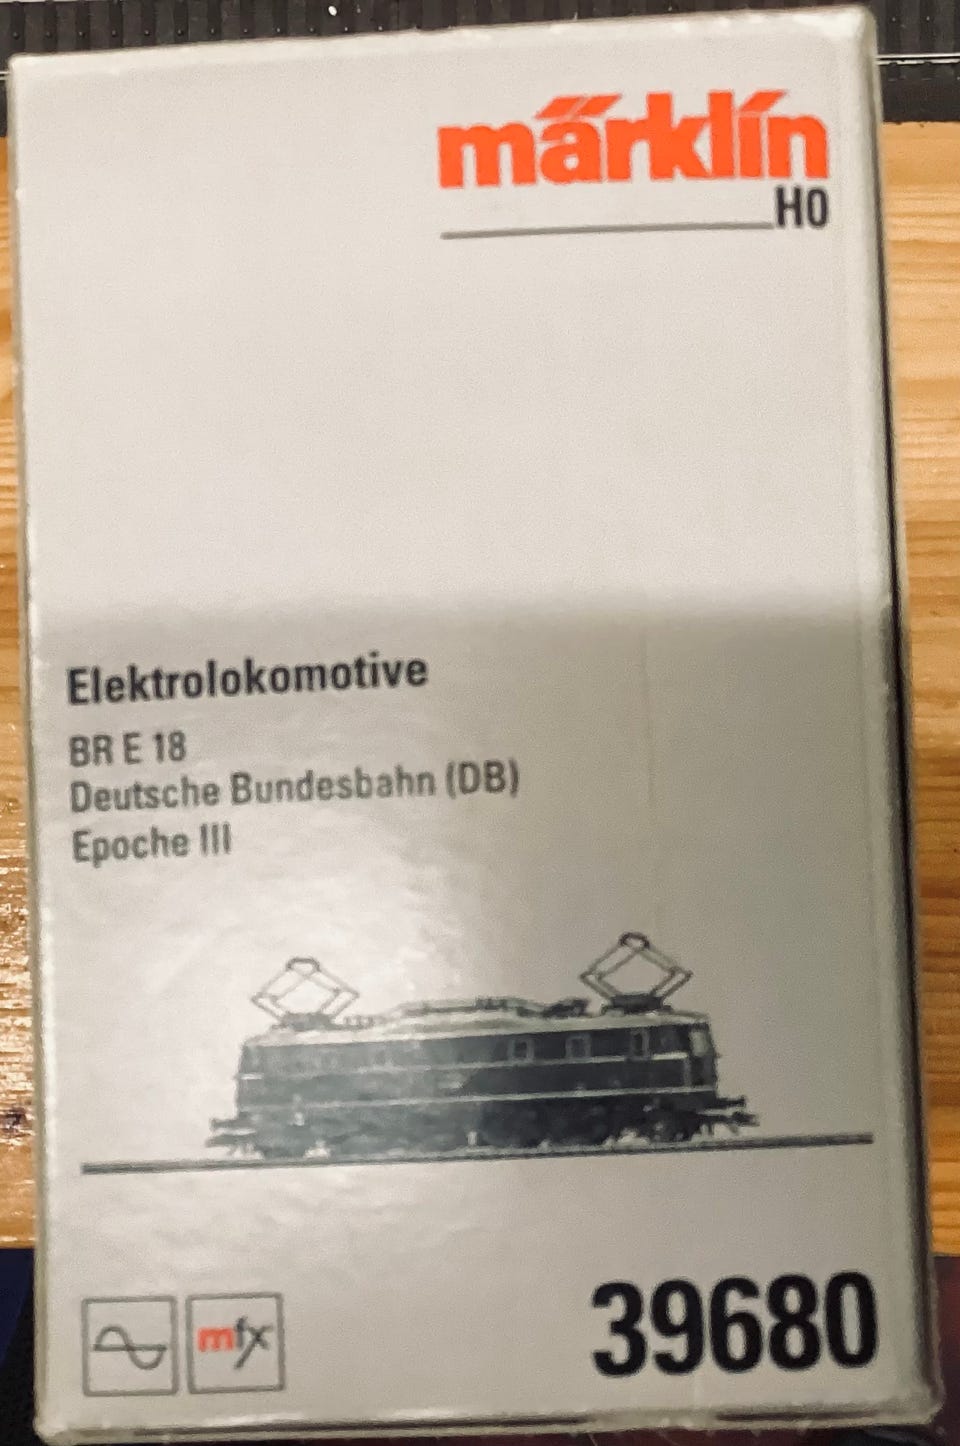 märklin
H0
Elektrolokomotive
BR E 18
Deutsche Bundesbahn (DB)
Epoche III
mfx
39680